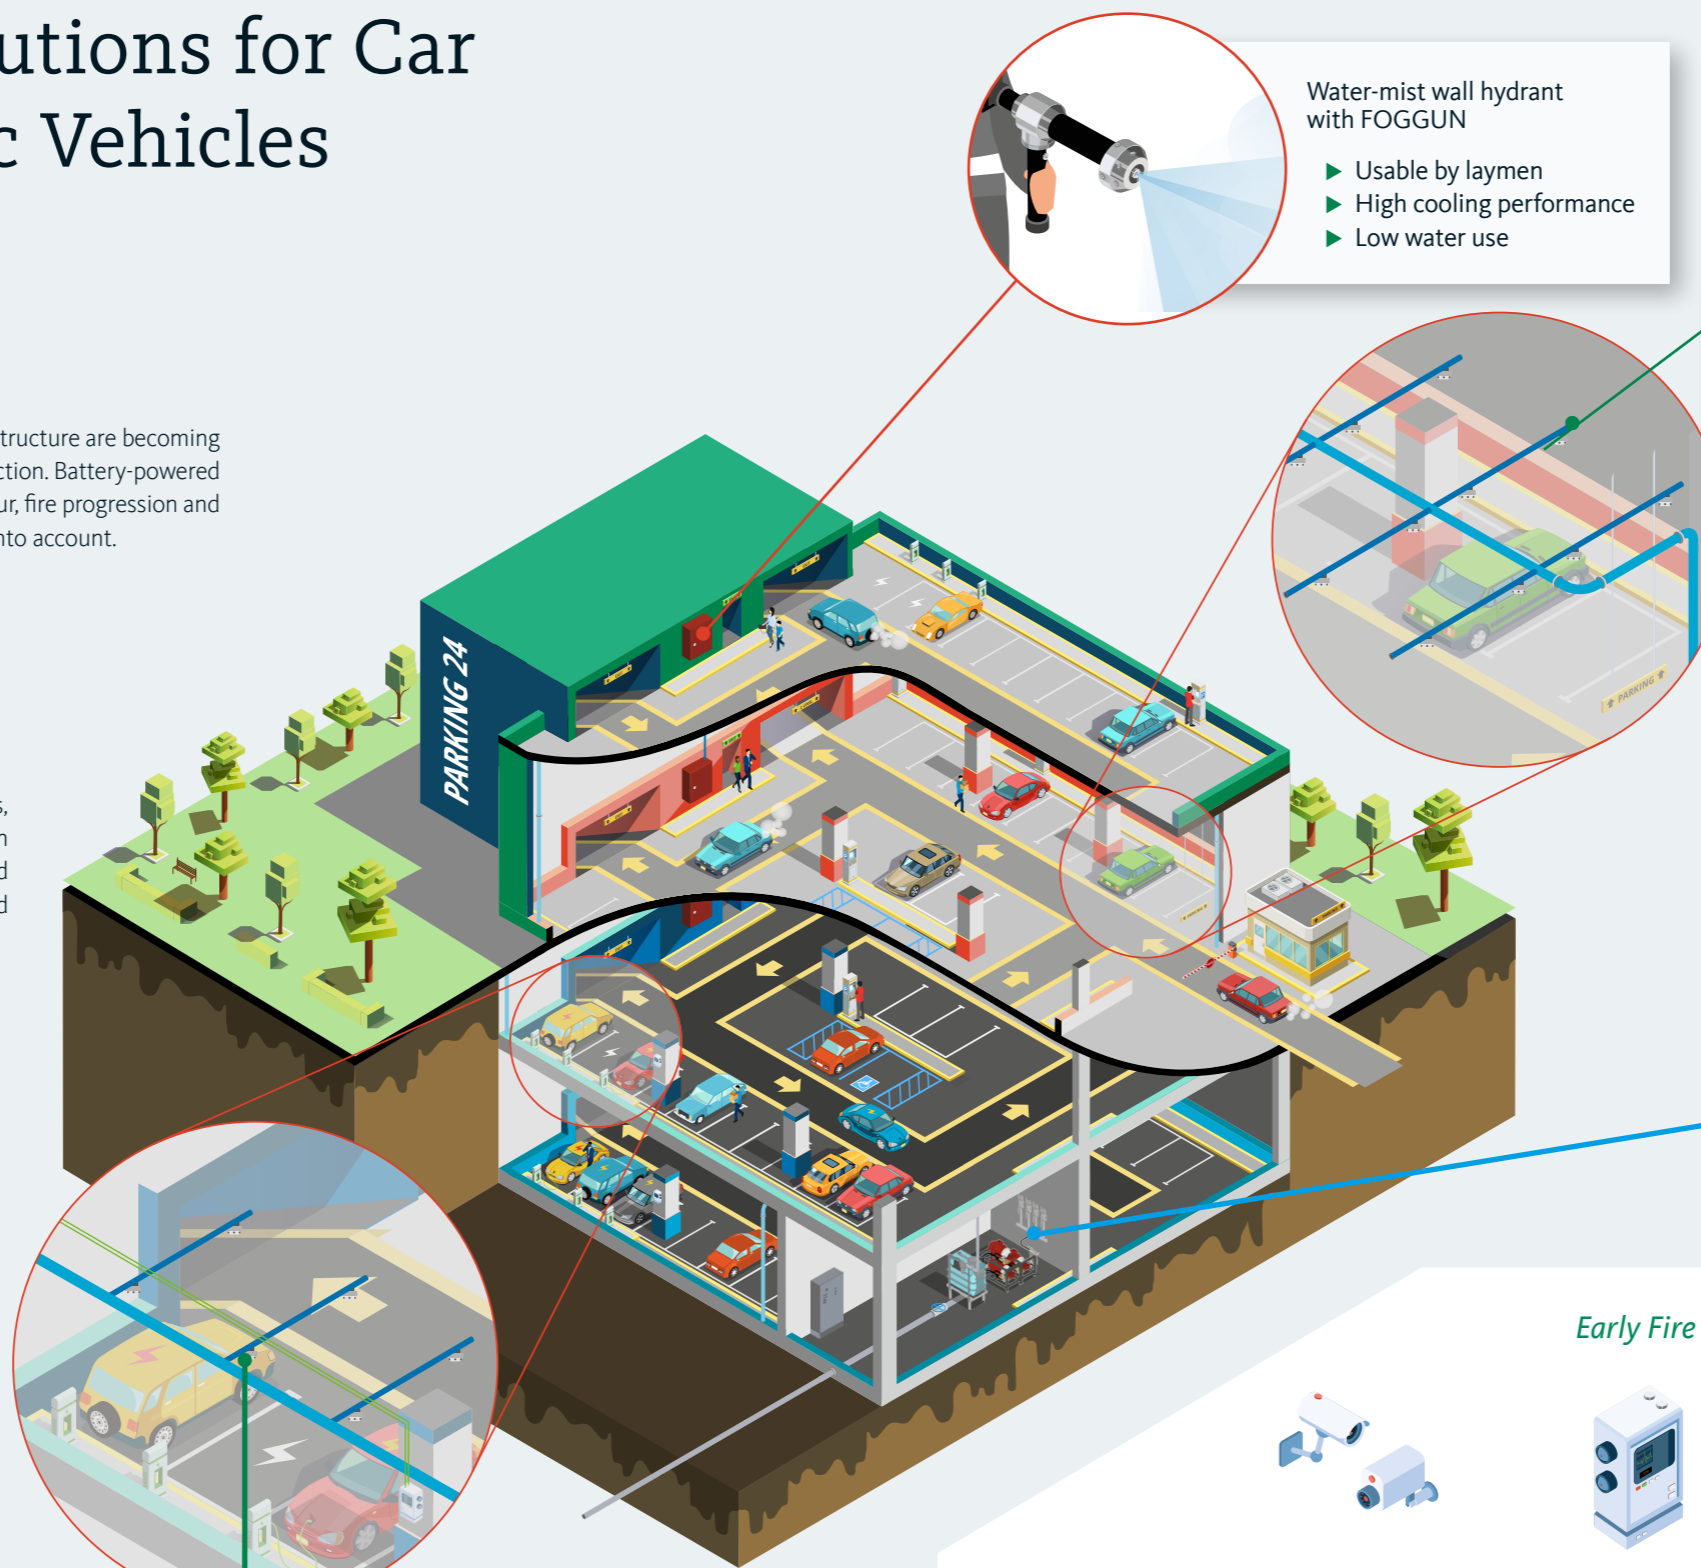 utions for Car
c Vehicles
Water-mist wall hydrant
with FOGGUN
Usable by laymen
High cooling performance
Low water use
tructure are becoming
ction. Battery-powered
ur, fire progression and
nto account.
PARKING 24
PARKING
s,
n
d
d
Early Fire